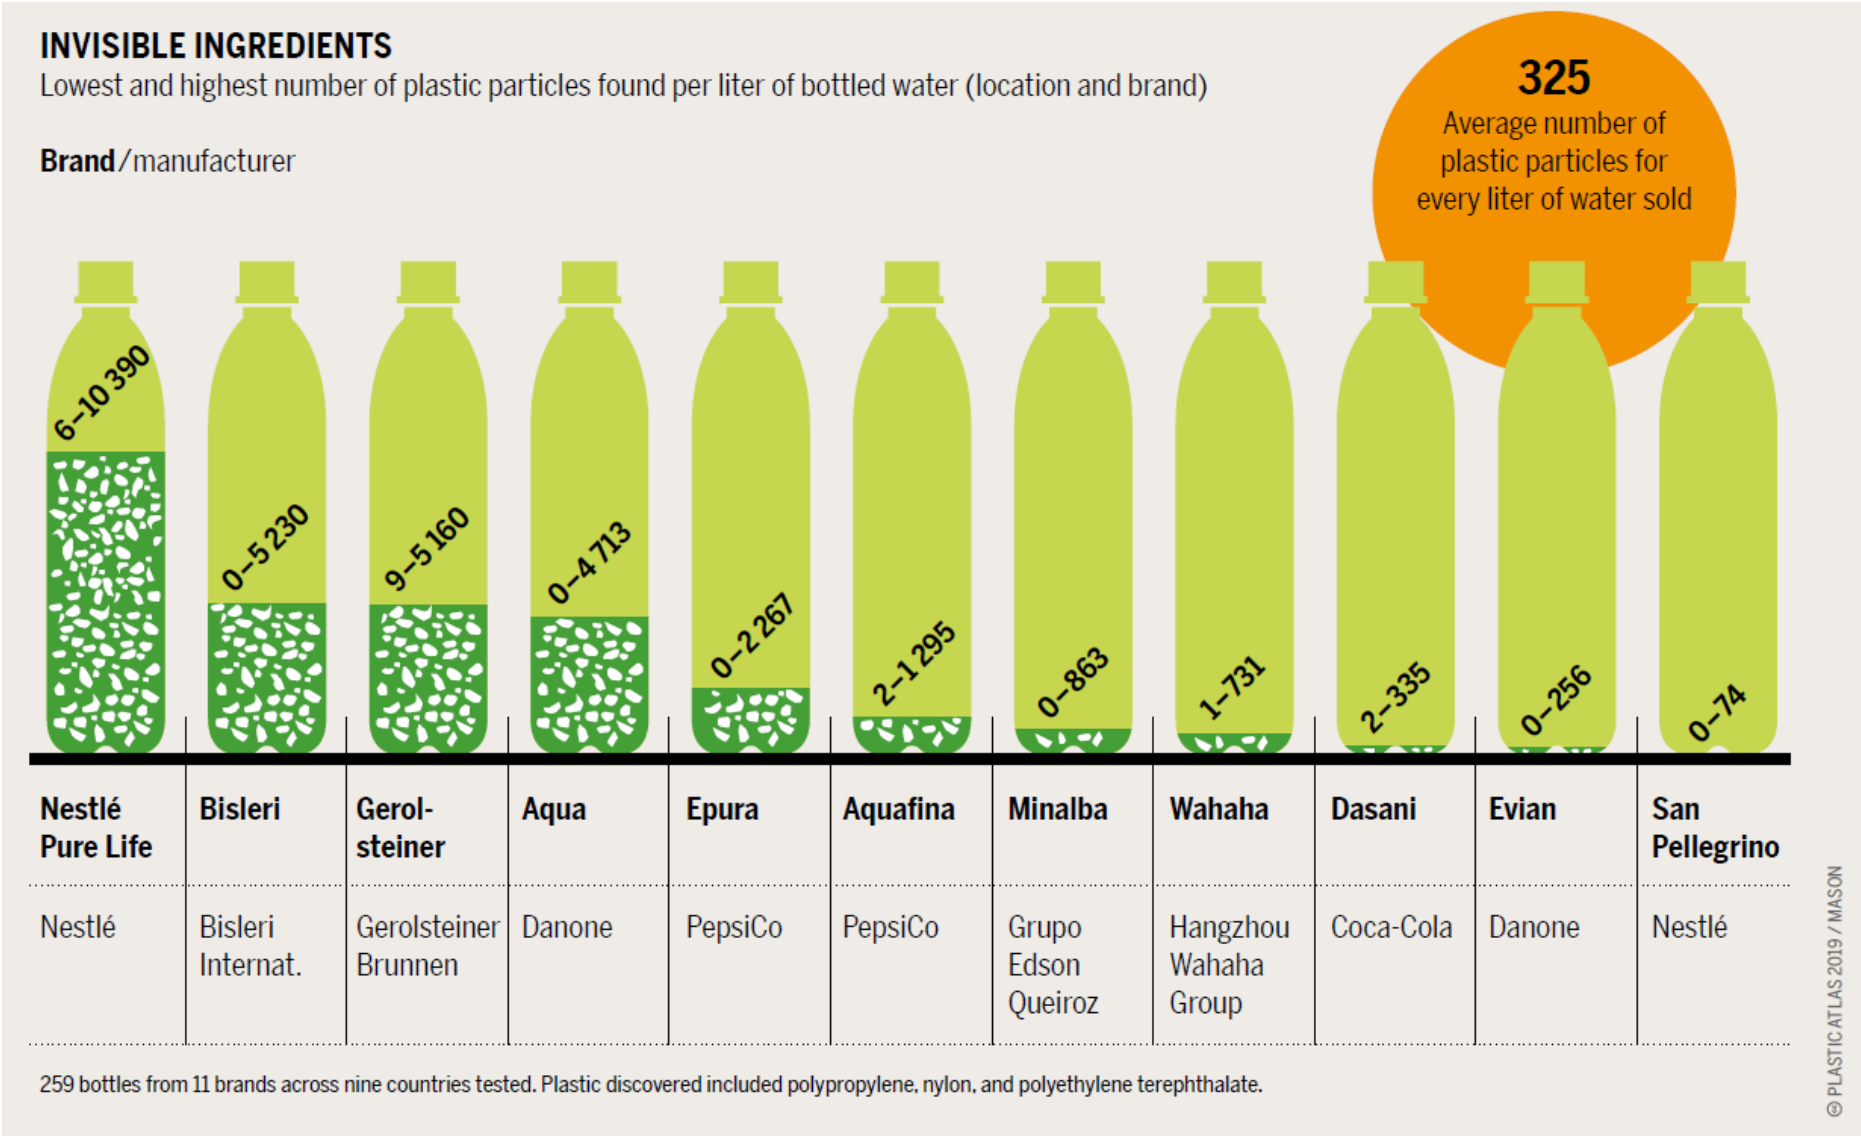 INVISIBLE INGREDIENTS
Lowest and highest number of plastic particles found per liter of bottled water (location and brand)
Brand/manufacturer
325
Average number of
plastic particles for
every liter of water sold
6–10 390
0–5 230
9–5 160
0–4 713
0–2 267
2–1 295
0–863
1–731
2–335
0–256
0–74
Nestlé
Pure Life
Bisleri
Gerol-
steiner
Aqua
Epura
Aquafina
Minalba
Wahaha
Dasani
Evian
San
Pellegrino
Nestlé
Bisleri
Internat.
Gerolsteiner
Brunnen
Danone
PepsiCo
PepsiCo
Grupo
Edson
Queiroz
Hangzhou
Wahaha
Group
Coca-Cola
Danone
Nestlé
259 bottles from 11 brands across nine countries tested. Plastic discovered included polypropylene, nylon, and polyethylene terephthalate.
PLASTIC ATLAS 2019 / MASON